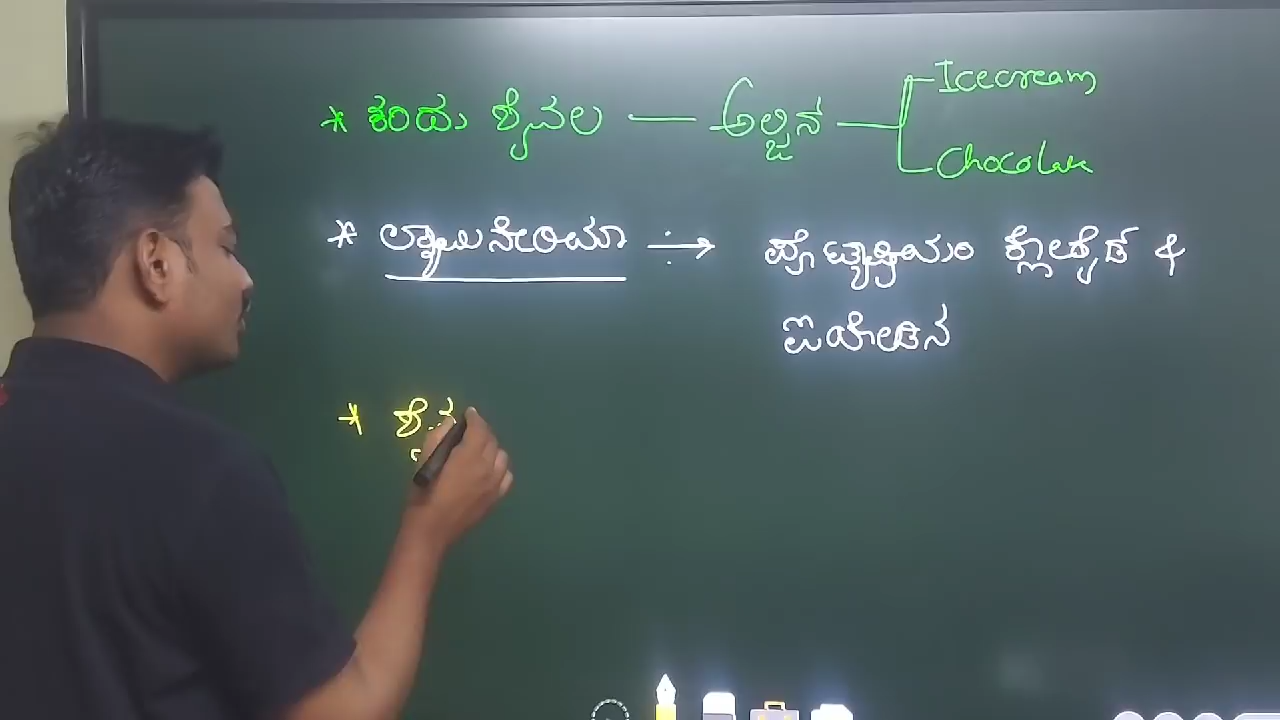 * ಕಂದು ಶೈವಲ — ಅಲ್ಜಿನ — Icecream
Chocolate
* ಲ್ಯಾಮಿನೇರಿಯಾ → ಪೊಟ್ಯಾಷಿಯಂ ಕ್ಲೋರೈಡ್ &
ಐಯೋಡಿನ
* ಶೈವ